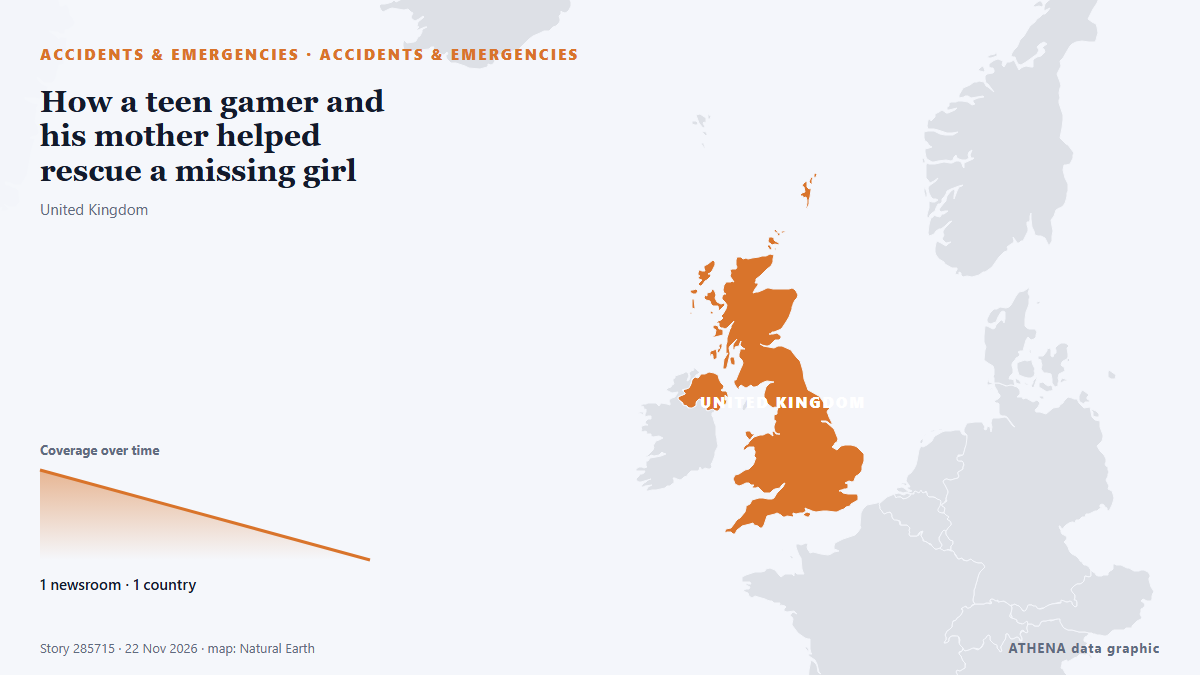 ACCIDENTS & EMERGENCIES · ACCIDENTS & EMERGENCIES
How a teen gamer and
his mother helped
rescue a missing girl
United Kingdom
UNITED KINGDOM
Coverage over time
1 newsroom · 1 country
Story 285715 · 22 Nov 2026 · map: Natural Earth
ATHENA data graphic